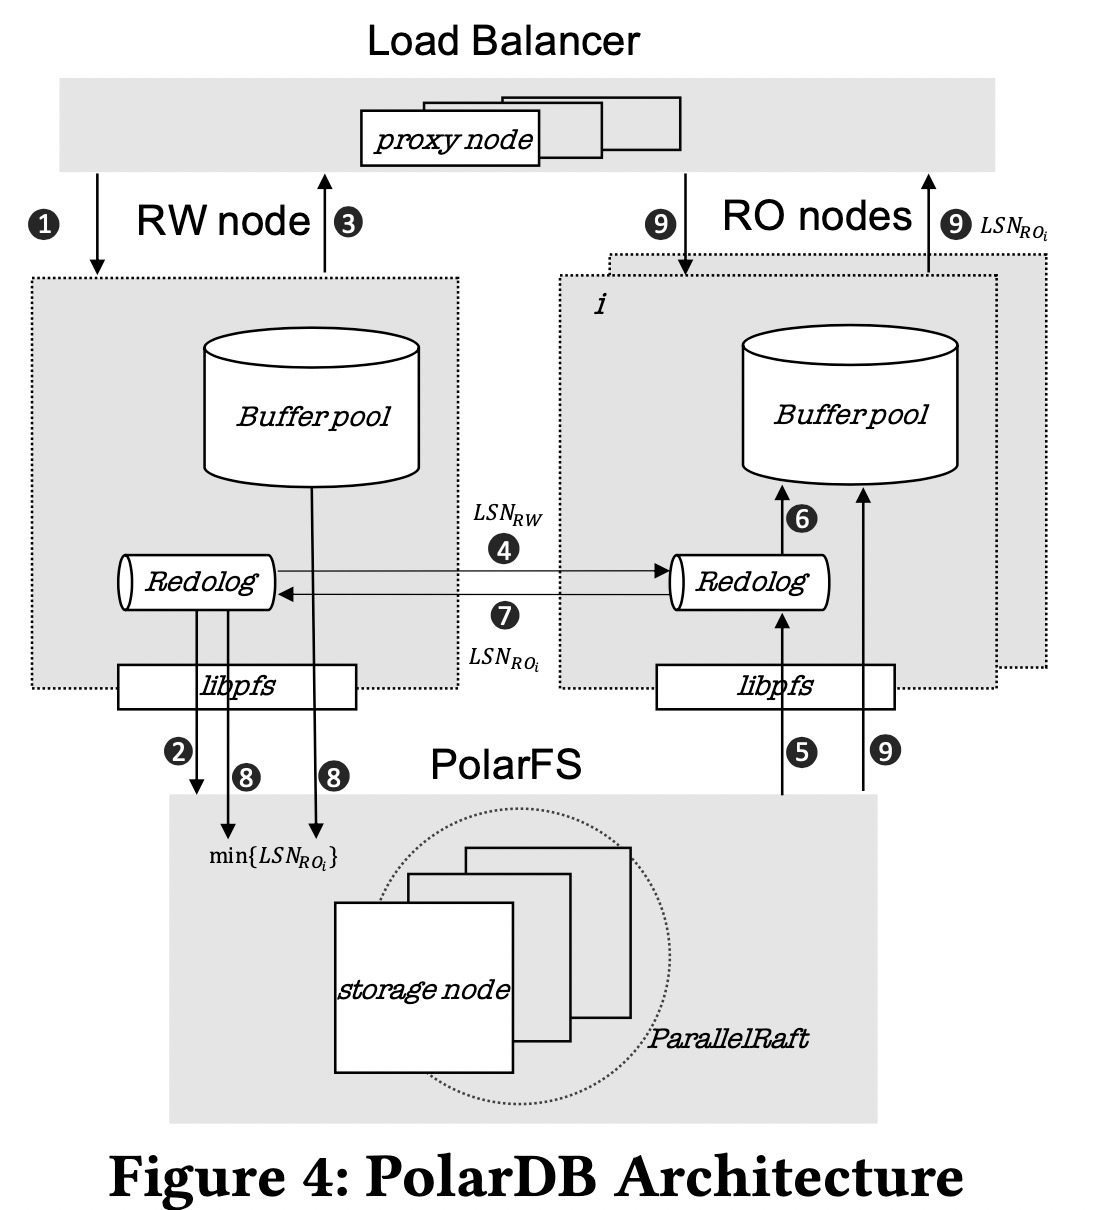 Load Balancer
proxy node
❶
RW node
❸
❾
RO nodes
❾ LSN_{RO_i}
i
Buffer pool
Buffer pool
LSN_{RW}
❹
❻
Redolog
Redolog
❼
LSN_{RO_i}
libpfs
libpfs
❷
❽
❽
PolarFS
❺
❾
min{LSN_{RO_i}}
storage node
ParallelRaft
Figure 4: PolarDB Architecture